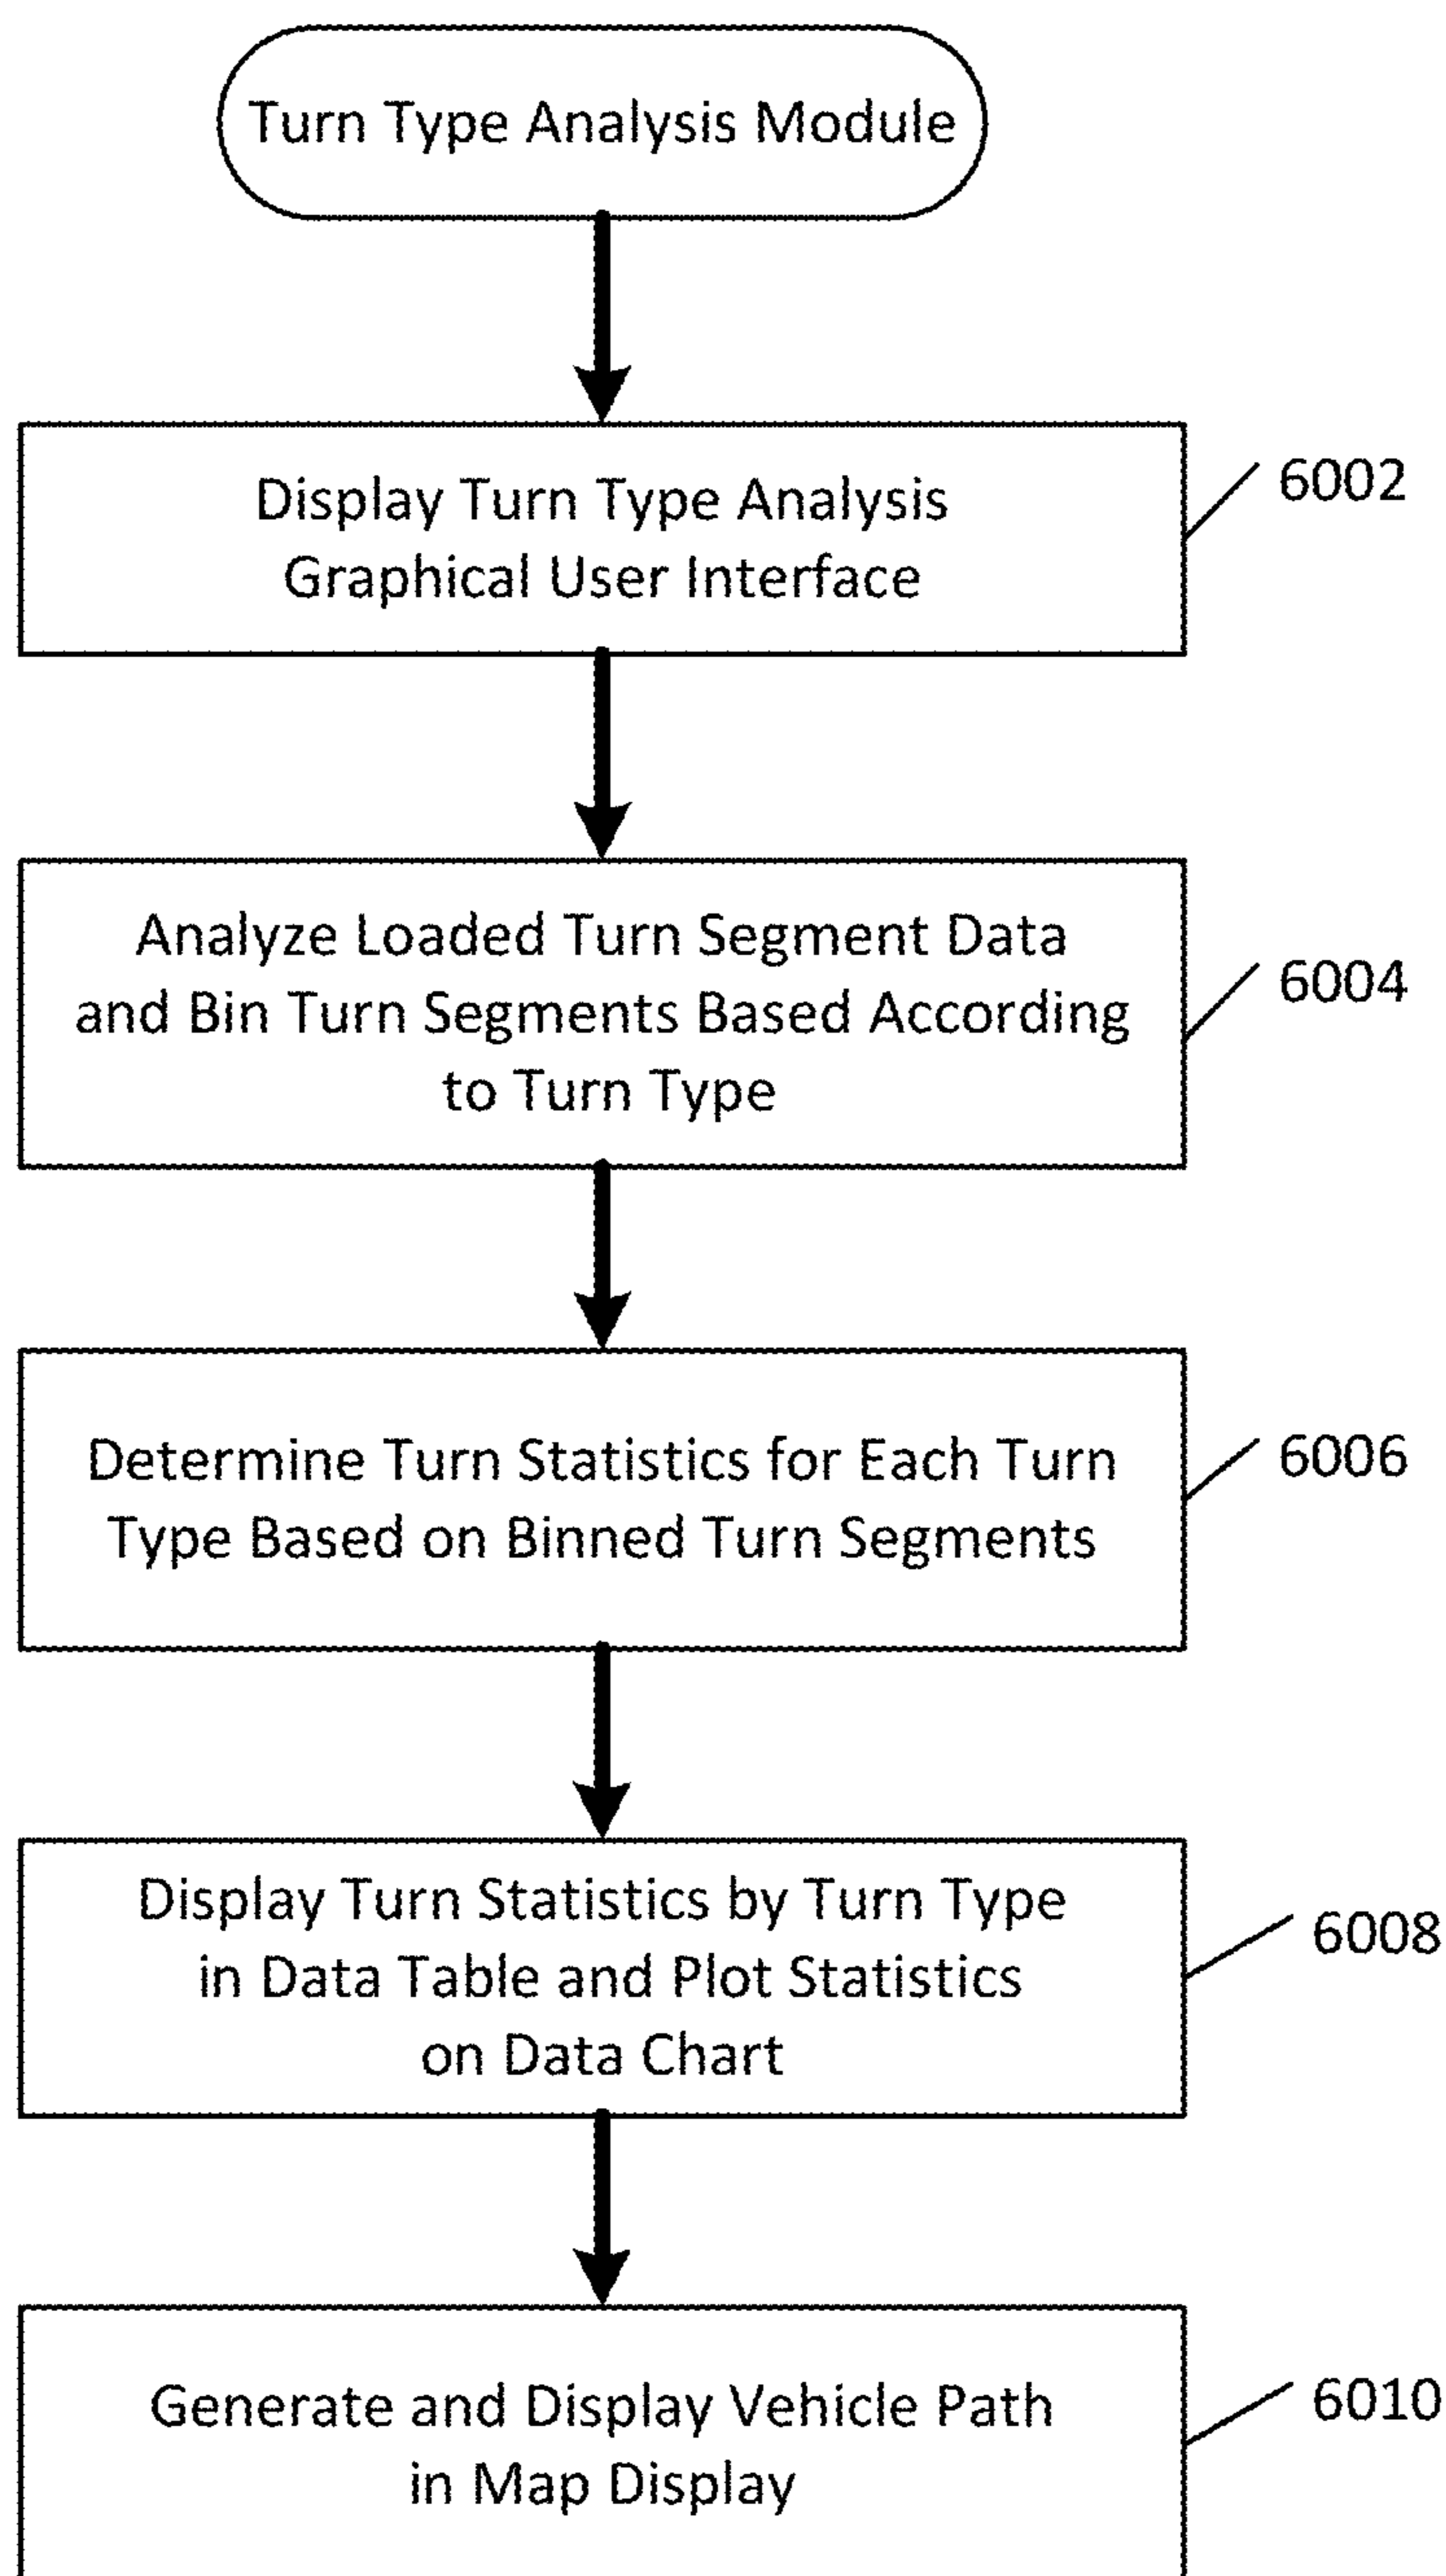 Turn Type Analysis Module
Display Turn Type Analysis
Graphical User Interface
6002
Analyze Loaded Turn Segment Data
and Bin Turn Segments Based According
to Turn Type
6004
Determine Turn Statistics for Each Turn
Type Based on Binned Turn Segments
6006
Display Turn Statistics by Turn Type
in Data Table and Plot Statistics
on Data Chart
6008
Generate and Display Vehicle Path
in Map Display
6010